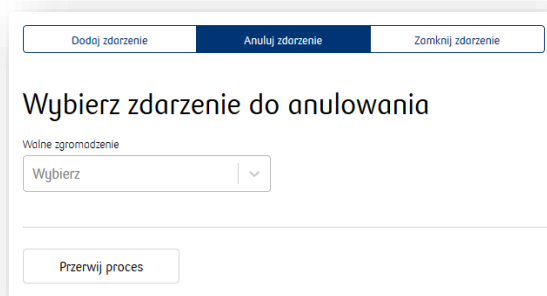 Dodaj zdarzenie Anuluj zdarzenie Zamknij zdarzenie
Wybierz zdarzenie do anulowania
Walne zgromadzenie
Wybierz
Przerwij proces